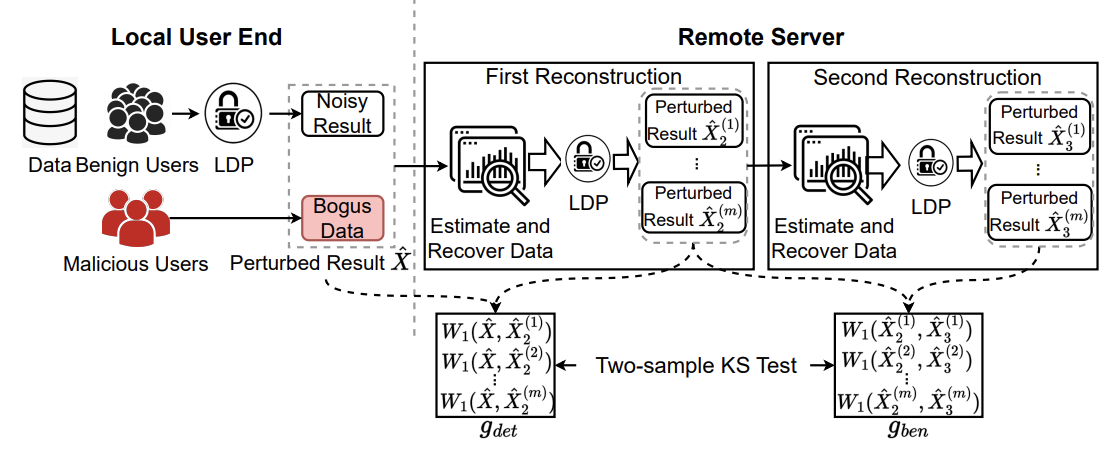 Local User End
Remote Server
Data
Benign Users
LDP
Noisy
Result
Malicious Users
Bogus
Data
Perturbed Result X̂
First Reconstruction
Estimate and
Recover Data
LDP
Perturbed
Result X̂₂⁽¹⁾
⋮
Perturbed
Result X̂₂⁽ᵐ⁾
Second Reconstruction
Estimate and
Recover Data
LDP
Perturbed
Result X̂₃⁽¹⁾
⋮
Perturbed
Result X̂₃⁽ᵐ⁾
W₁(X̂, X̂₂⁽¹⁾)
W₁(X̂, X̂₂⁽²⁾)
⋮
W₁(X̂, X̂₂⁽ᵐ⁾)
g_det
Two-sample KS Test
W₁(X̂₂⁽¹⁾, X̂₃⁽¹⁾)
W₁(X̂₂⁽²⁾, X̂₃⁽²⁾)
⋮
W₁(X̂₂⁽ᵐ⁾, X̂₃⁽ᵐ⁾)
g_ben